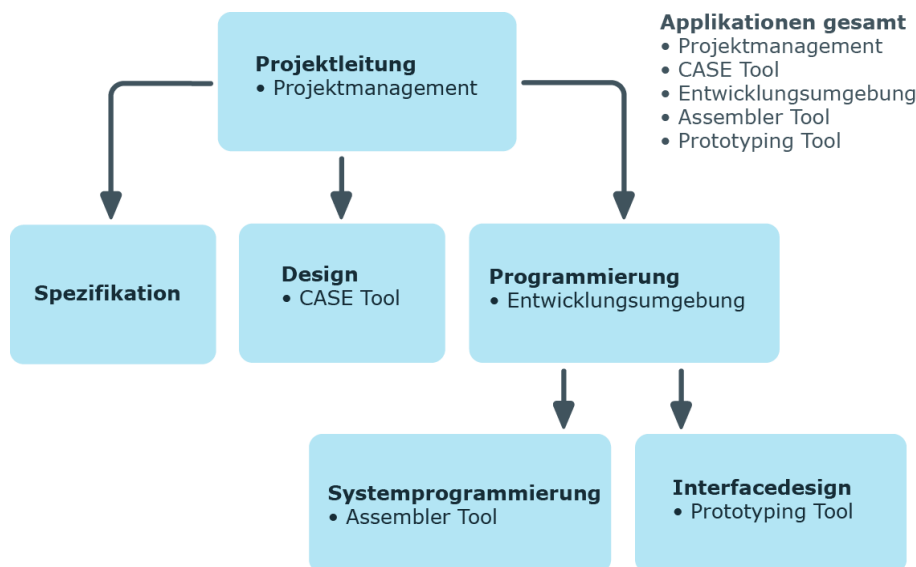 Projektleitung
• Projektmanagement
Applikationen gesamt
• Projektmanagement
• CASE Tool
• Entwicklungsumgebung
• Assembler Tool
• Prototyping Tool
Spezifikation
Design
• CASE Tool
Programmierung
• Entwicklungsumgebung
Systemprogrammierung
• Assembler Tool
Interfacedesign
• Prototyping Tool